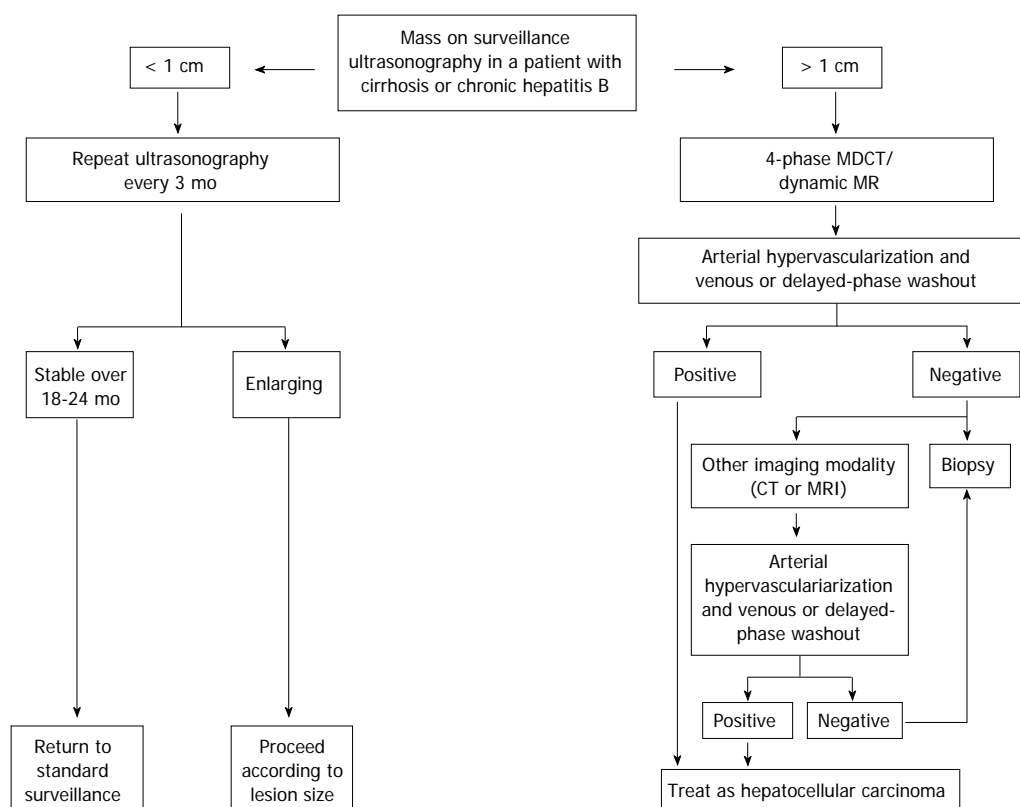 Mass on surveillance
ultrasonography in a patient with
cirrhosis or chronic hepatitis B
< 1 cm
> 1 cm
Repeat ultrasonography
every 3 mo
4-phase MDCT/
dynamic MR
Arterial hypervascularization and
venous or delayed-phase washout
Stable over
18-24 mo
Enlarging
Positive
Negative
Other imaging modality
(CT or MRI)
Biopsy
Arterial
hypervasculariarization
and venous or delayed-
phase washout
Positive
Negative
Return to
standard
surveillance
Proceed
according to
lesion size
Treat as hepatocellular carcinoma